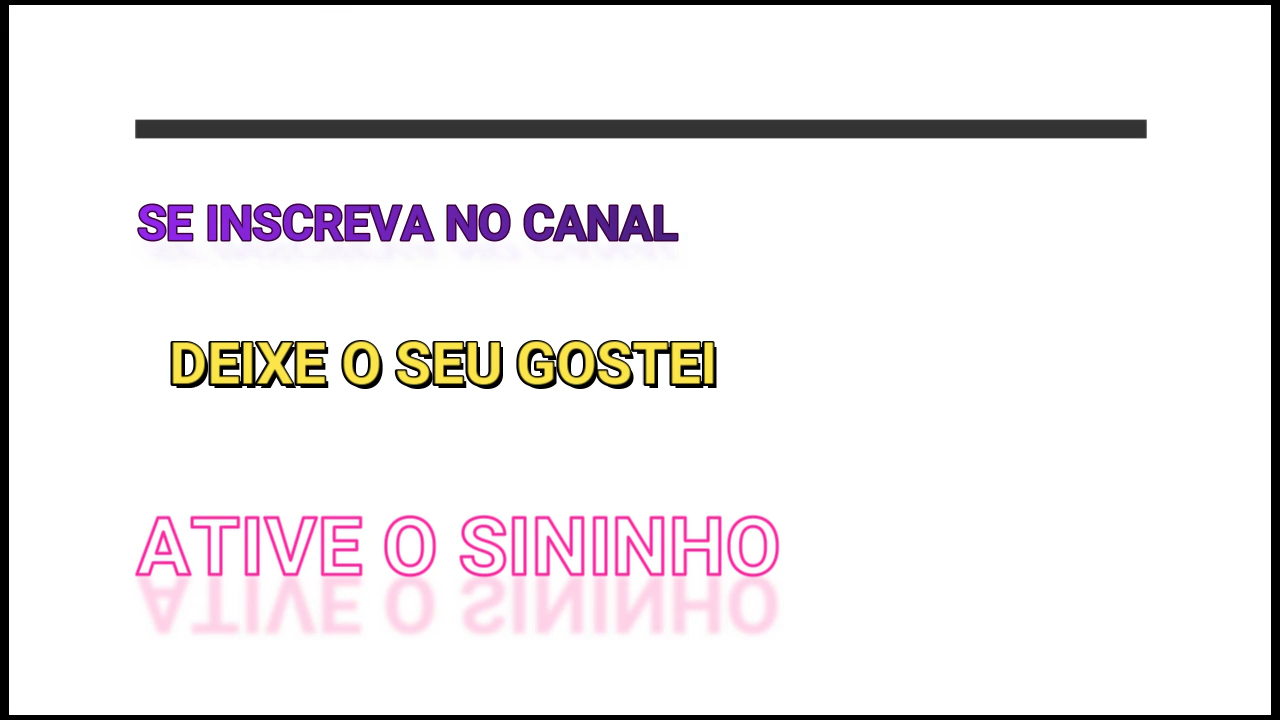 SE INSCREVA NO CANAL
DEIXE O SEU GOSTEI
ATIVE O SININHO